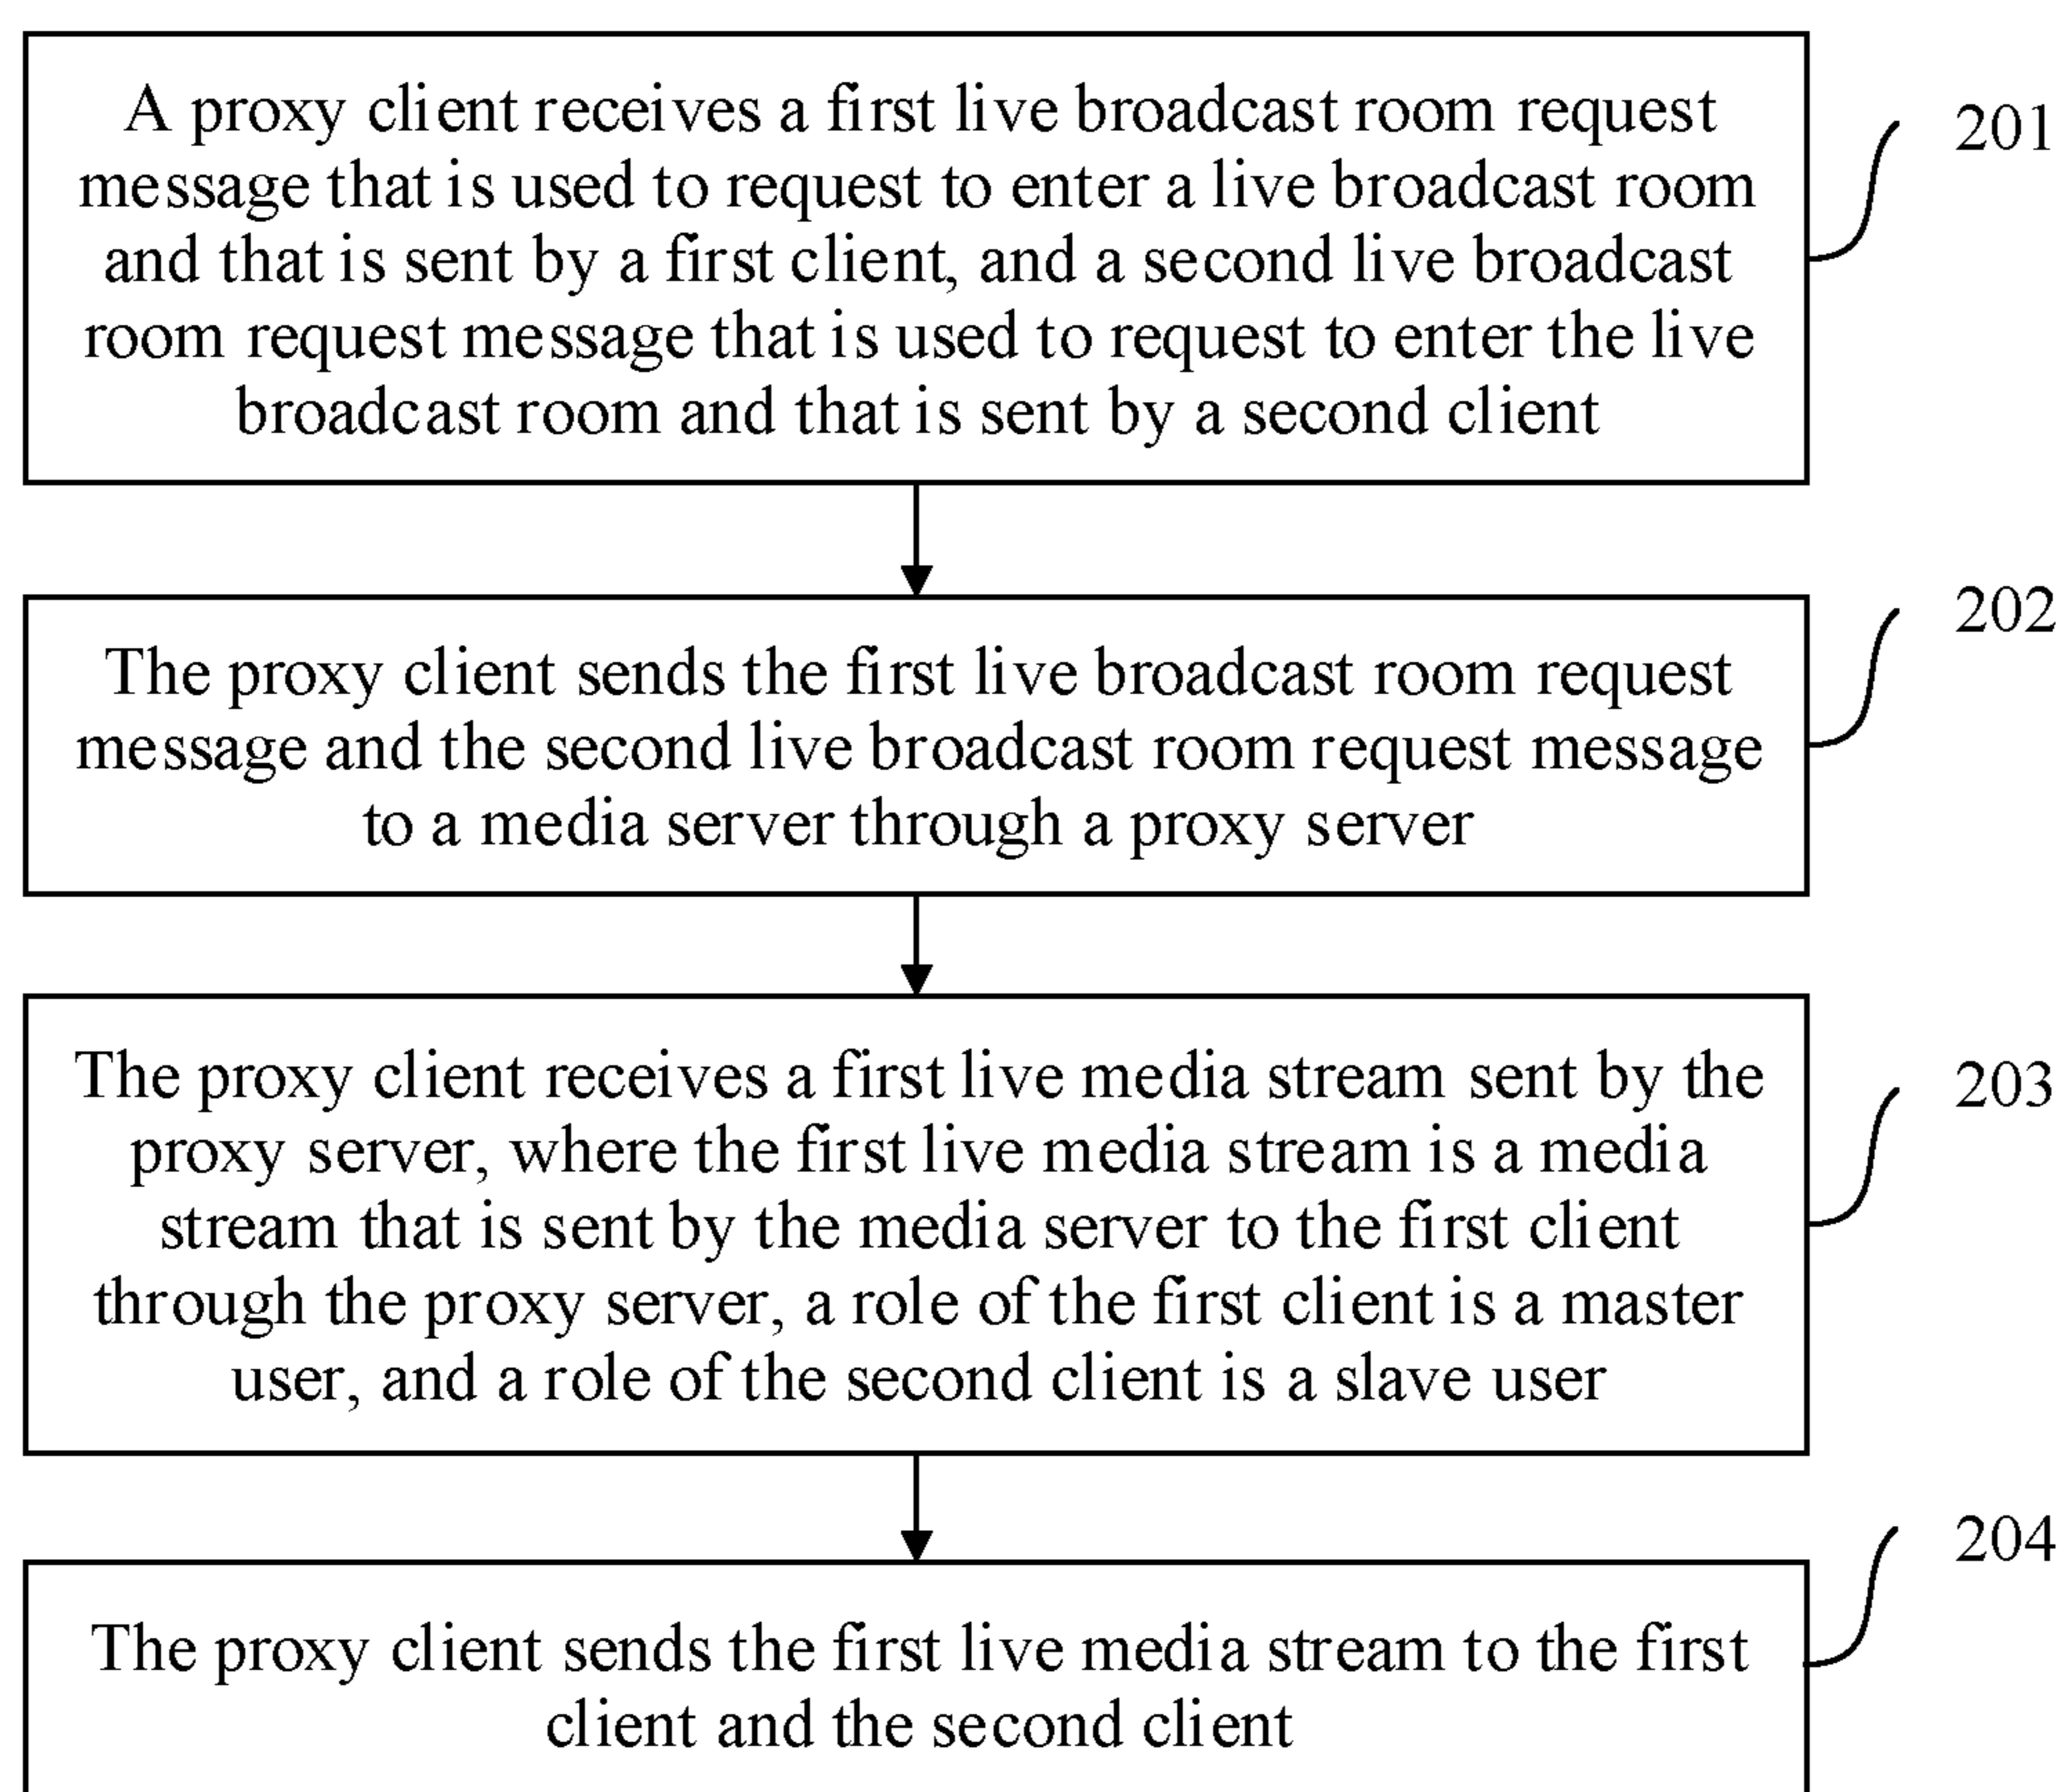 A proxy client receives a first live broadcast room request
message that is used to request to enter a live broadcast room
and that is sent by a first client, and a second live broadcast
room request message that is used to request to enter the live
broadcast room and that is sent by a second client
201
The proxy client sends the first live broadcast room request
message and the second live broadcast room request message
to a media server through a proxy server
202
The proxy client receives a first live media stream sent by the
proxy server, where the first live media stream is a media
stream that is sent by the media server to the first client
through the proxy server, a role of the first client is a master
user, and a role of the second client is a slave user
203
The proxy client sends the first live media stream to the first
client and the second client
204